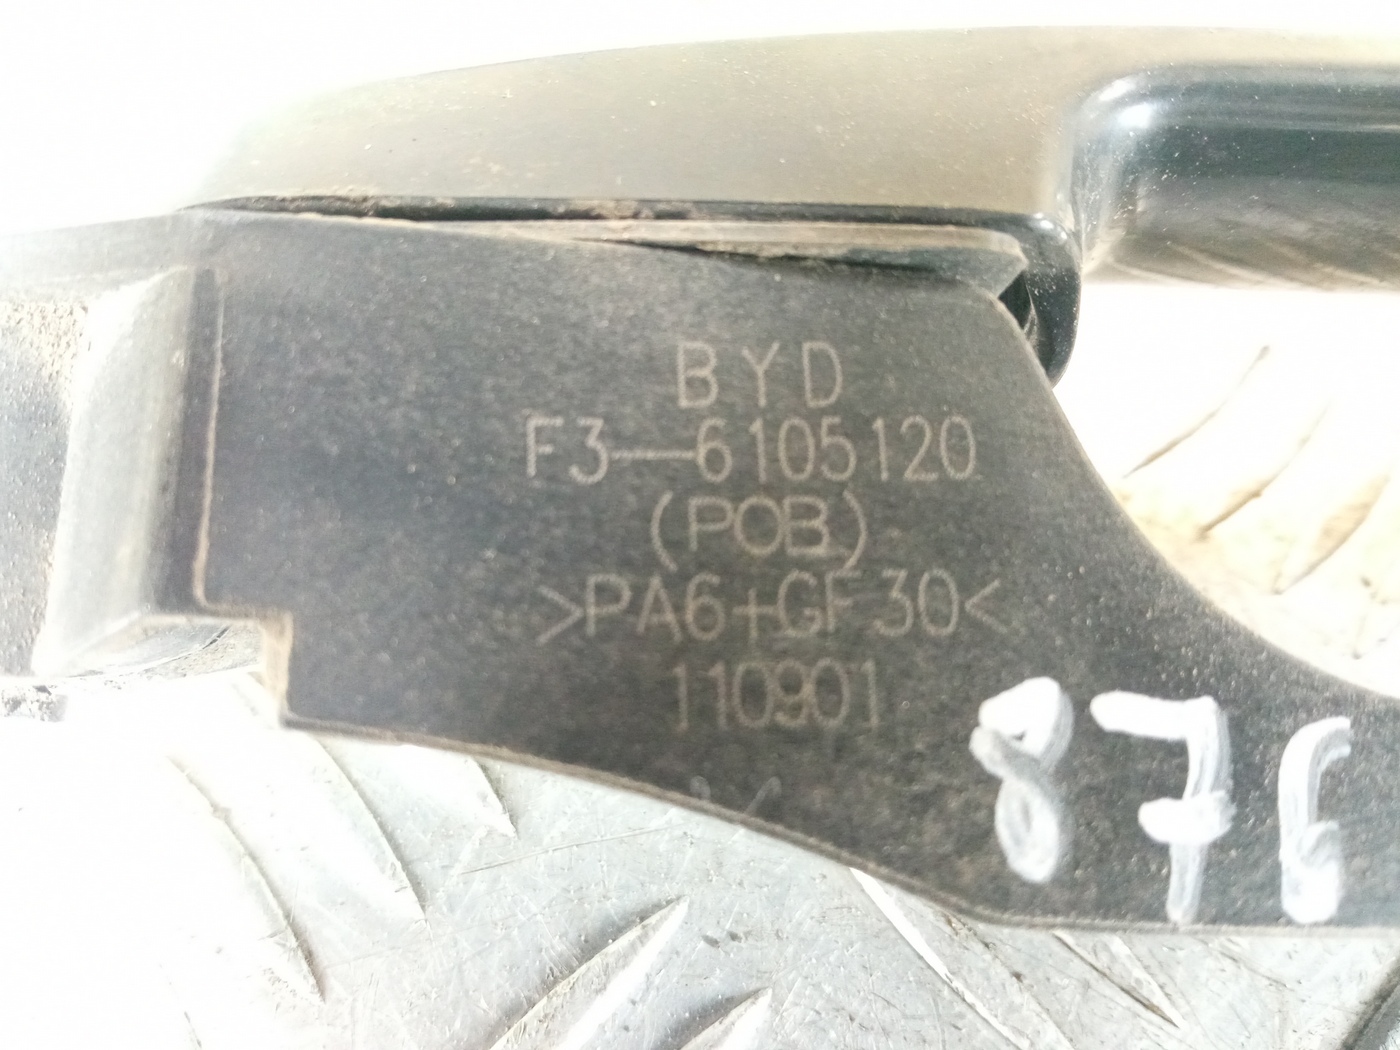 BYD
F3—6105120
(POB)
>PA6+GF30<
110901
876